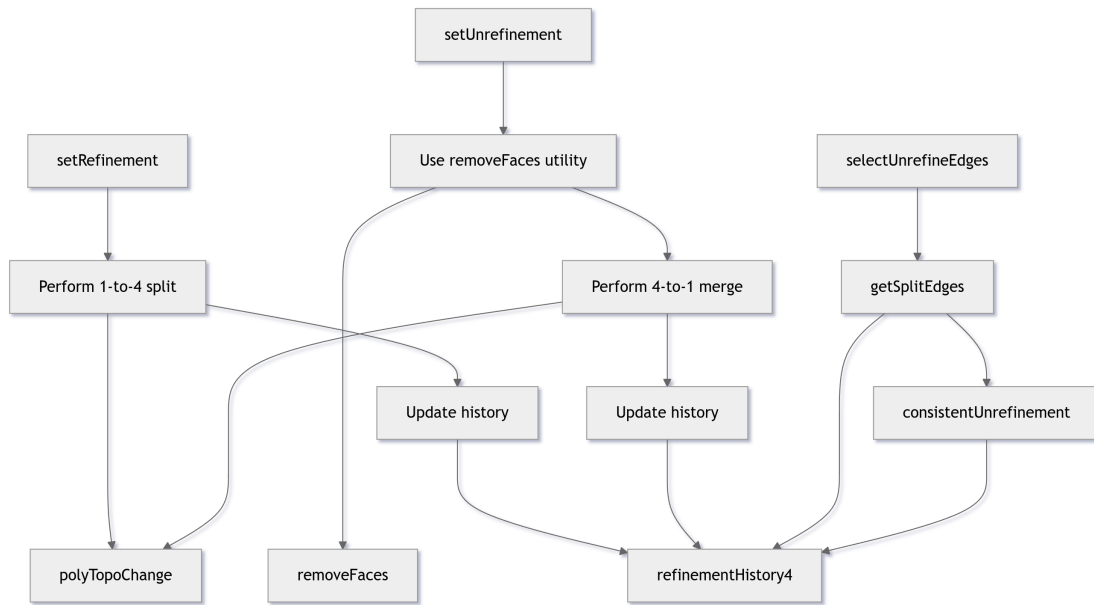 setUnrefinement
setRefinement
Use removeFaces utility
selectUnrefineEdges
Perform 1-to-4 split
Perform 4-to-1 merge
getSplitEdges
Update history
Update history
consistentUnrefinement
polyTopoChange
removeFaces
refinementHistory4